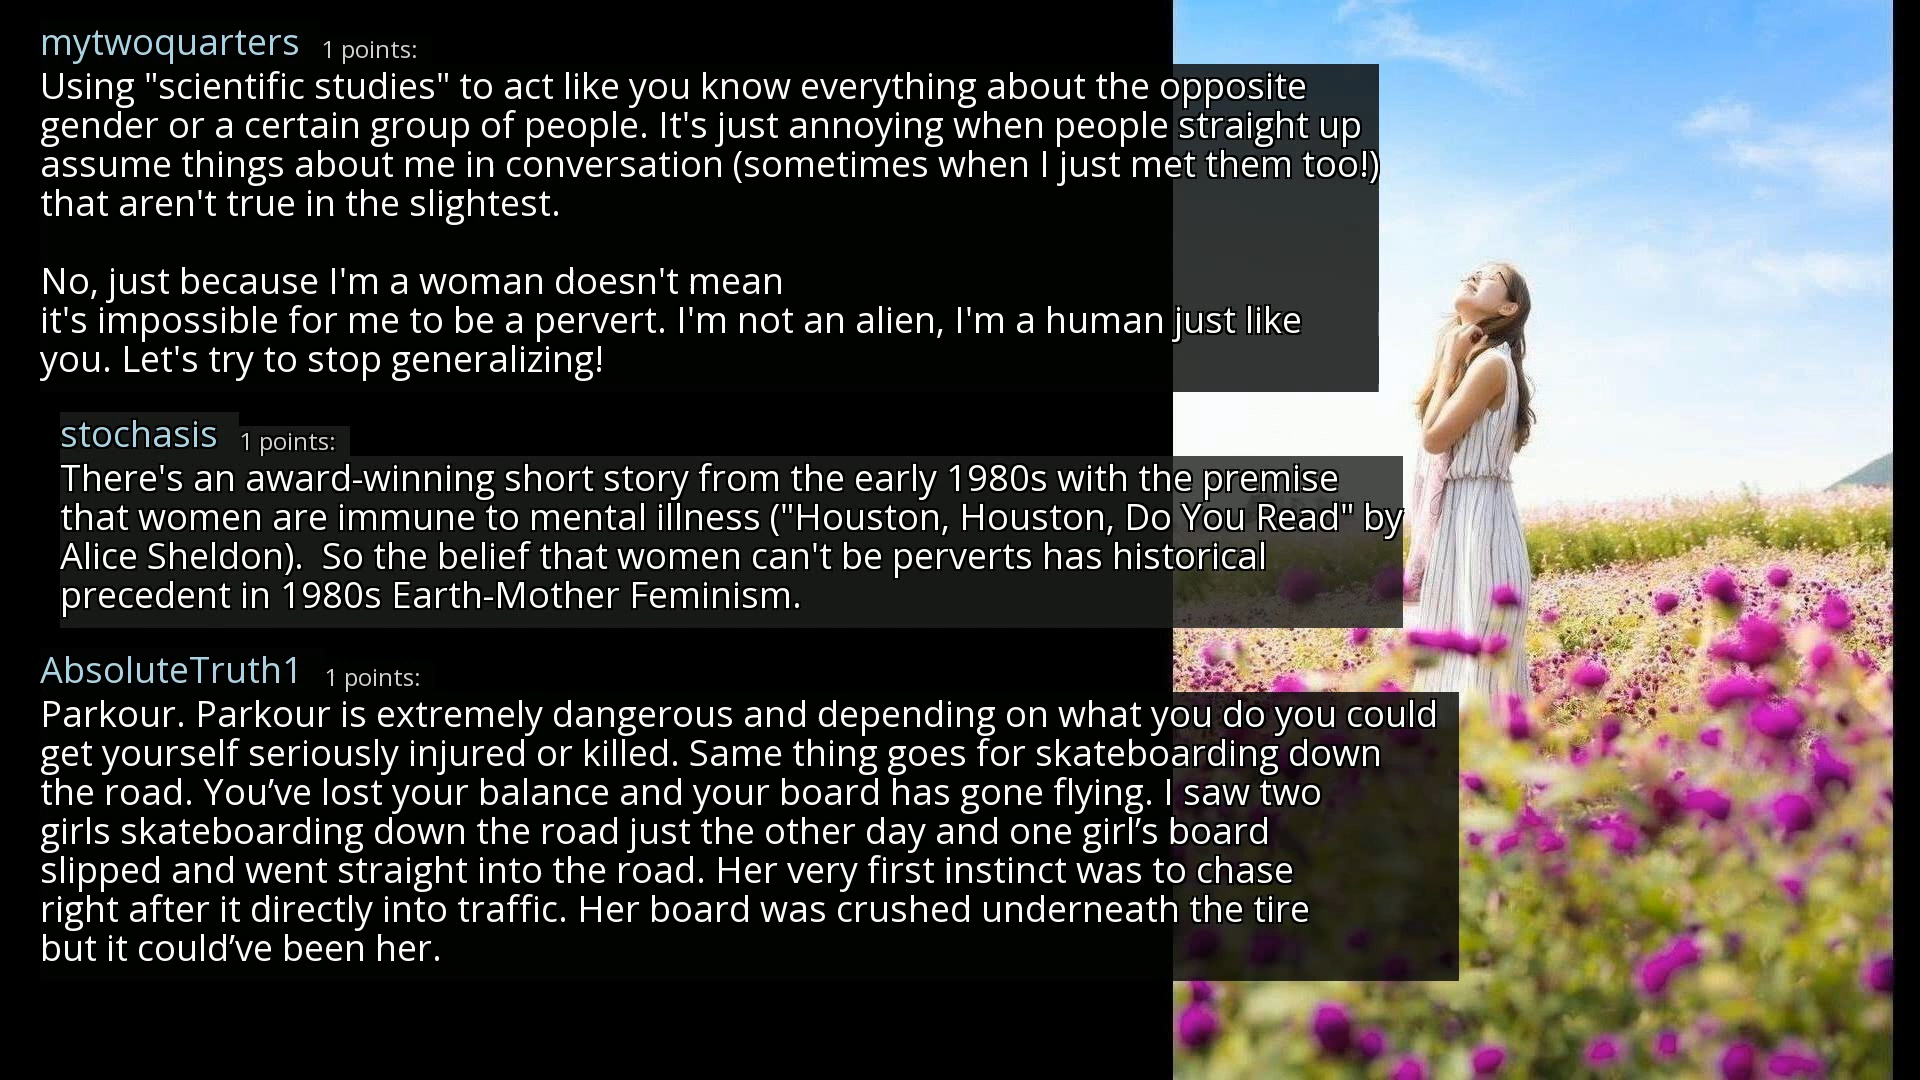 mytwoquarters 1 points:
Using "scientific studies" to act like you know everything about the opposite
gender or a certain group of people. It's just annoying when people straight up
assume things about me in conversation (sometimes when I just met them too!)
that aren't true in the slightest.
No, just because I'm a woman doesn't mean
it's impossible for me to be a pervert. I'm not an alien, I'm a human just like
you. Let's try to stop generalizing!
stochasis 1 points:
There's an award-winning short story from the early 1980s with the premise
that women are immune to mental illness ("Houston, Houston, Do You Read" by
Alice Sheldon).  So the belief that women can't be perverts has historical
precedent in 1980s Earth-Mother Feminism.
AbsoluteTruth1 1 points:
Parkour. Parkour is extremely dangerous and depending on what you do you could
get yourself seriously injured or killed. Same thing goes for skateboarding down
the road. You’ve lost your balance and your board has gone flying. I saw two
girls skateboarding down the road just the other day and one girl’s board
slipped and went straight into the road. Her very first instinct was to chase
right after it directly into traffic. Her board was crushed underneath the tire
but it could’ve been her.